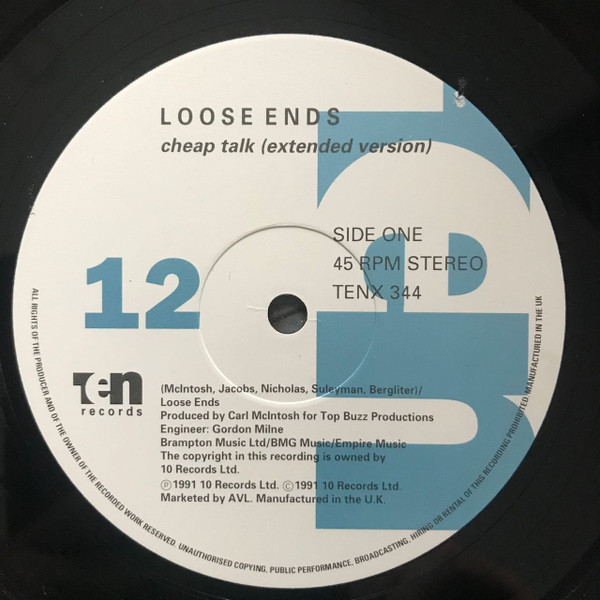 LOOSE ENDS
cheap talk (extended version)
SIDE ONE
45 RPM STEREO
TENX 344
12
Ten
records
(McIntosh, Jacobs, Nicholas, Suleyman, Bergliter)/
Loose Ends
Produced by Carl McIntosh for Top Buzz Productions
Engineer: Gordon Milne
Brampton Music Ltd/BMG Music/Empire Music
The copyright in this recording is owned by
10 Records Ltd.
℗1991 10 Records Ltd. ©1991 10 Records Ltd.
Marketed by AVL. Manufactured in the U.K.
ALL RIGHTS OF THE PRODUCER AND OF THE OWNER OF THE RECORDED WORK RESERVED. UNAUTHORISED COPYING, PUBLIC PERFORMANCE, BROADCASTING, HIRING OR RENTAL OF THIS RECORDING PROHIBITED. MANUFACTURED IN THE UK